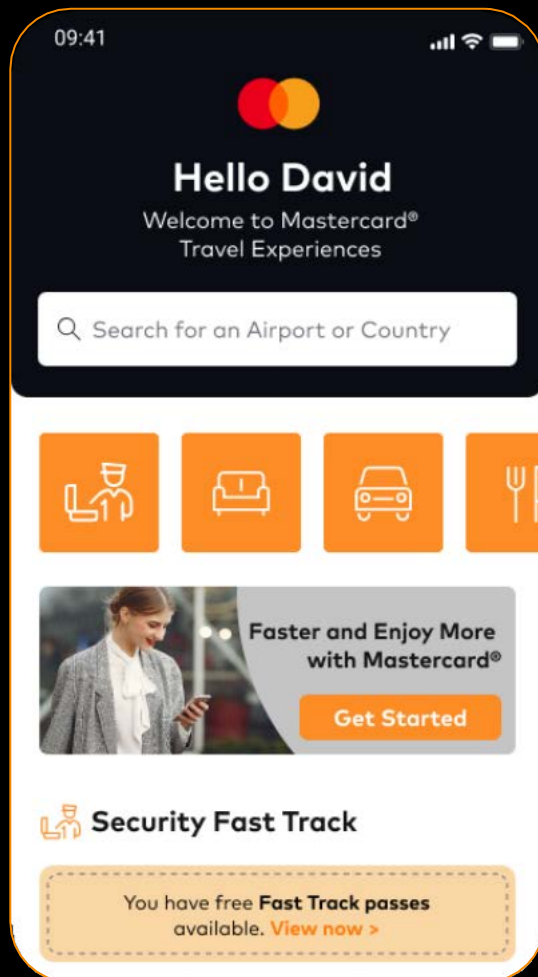 09:41
Hello David
Welcome to Mastercard®
Travel Experiences
Search for an Airport or Country
Faster and Enjoy More
with Mastercard®
Get Started
Security Fast Track
You have free Fast Track passes
available. View now >